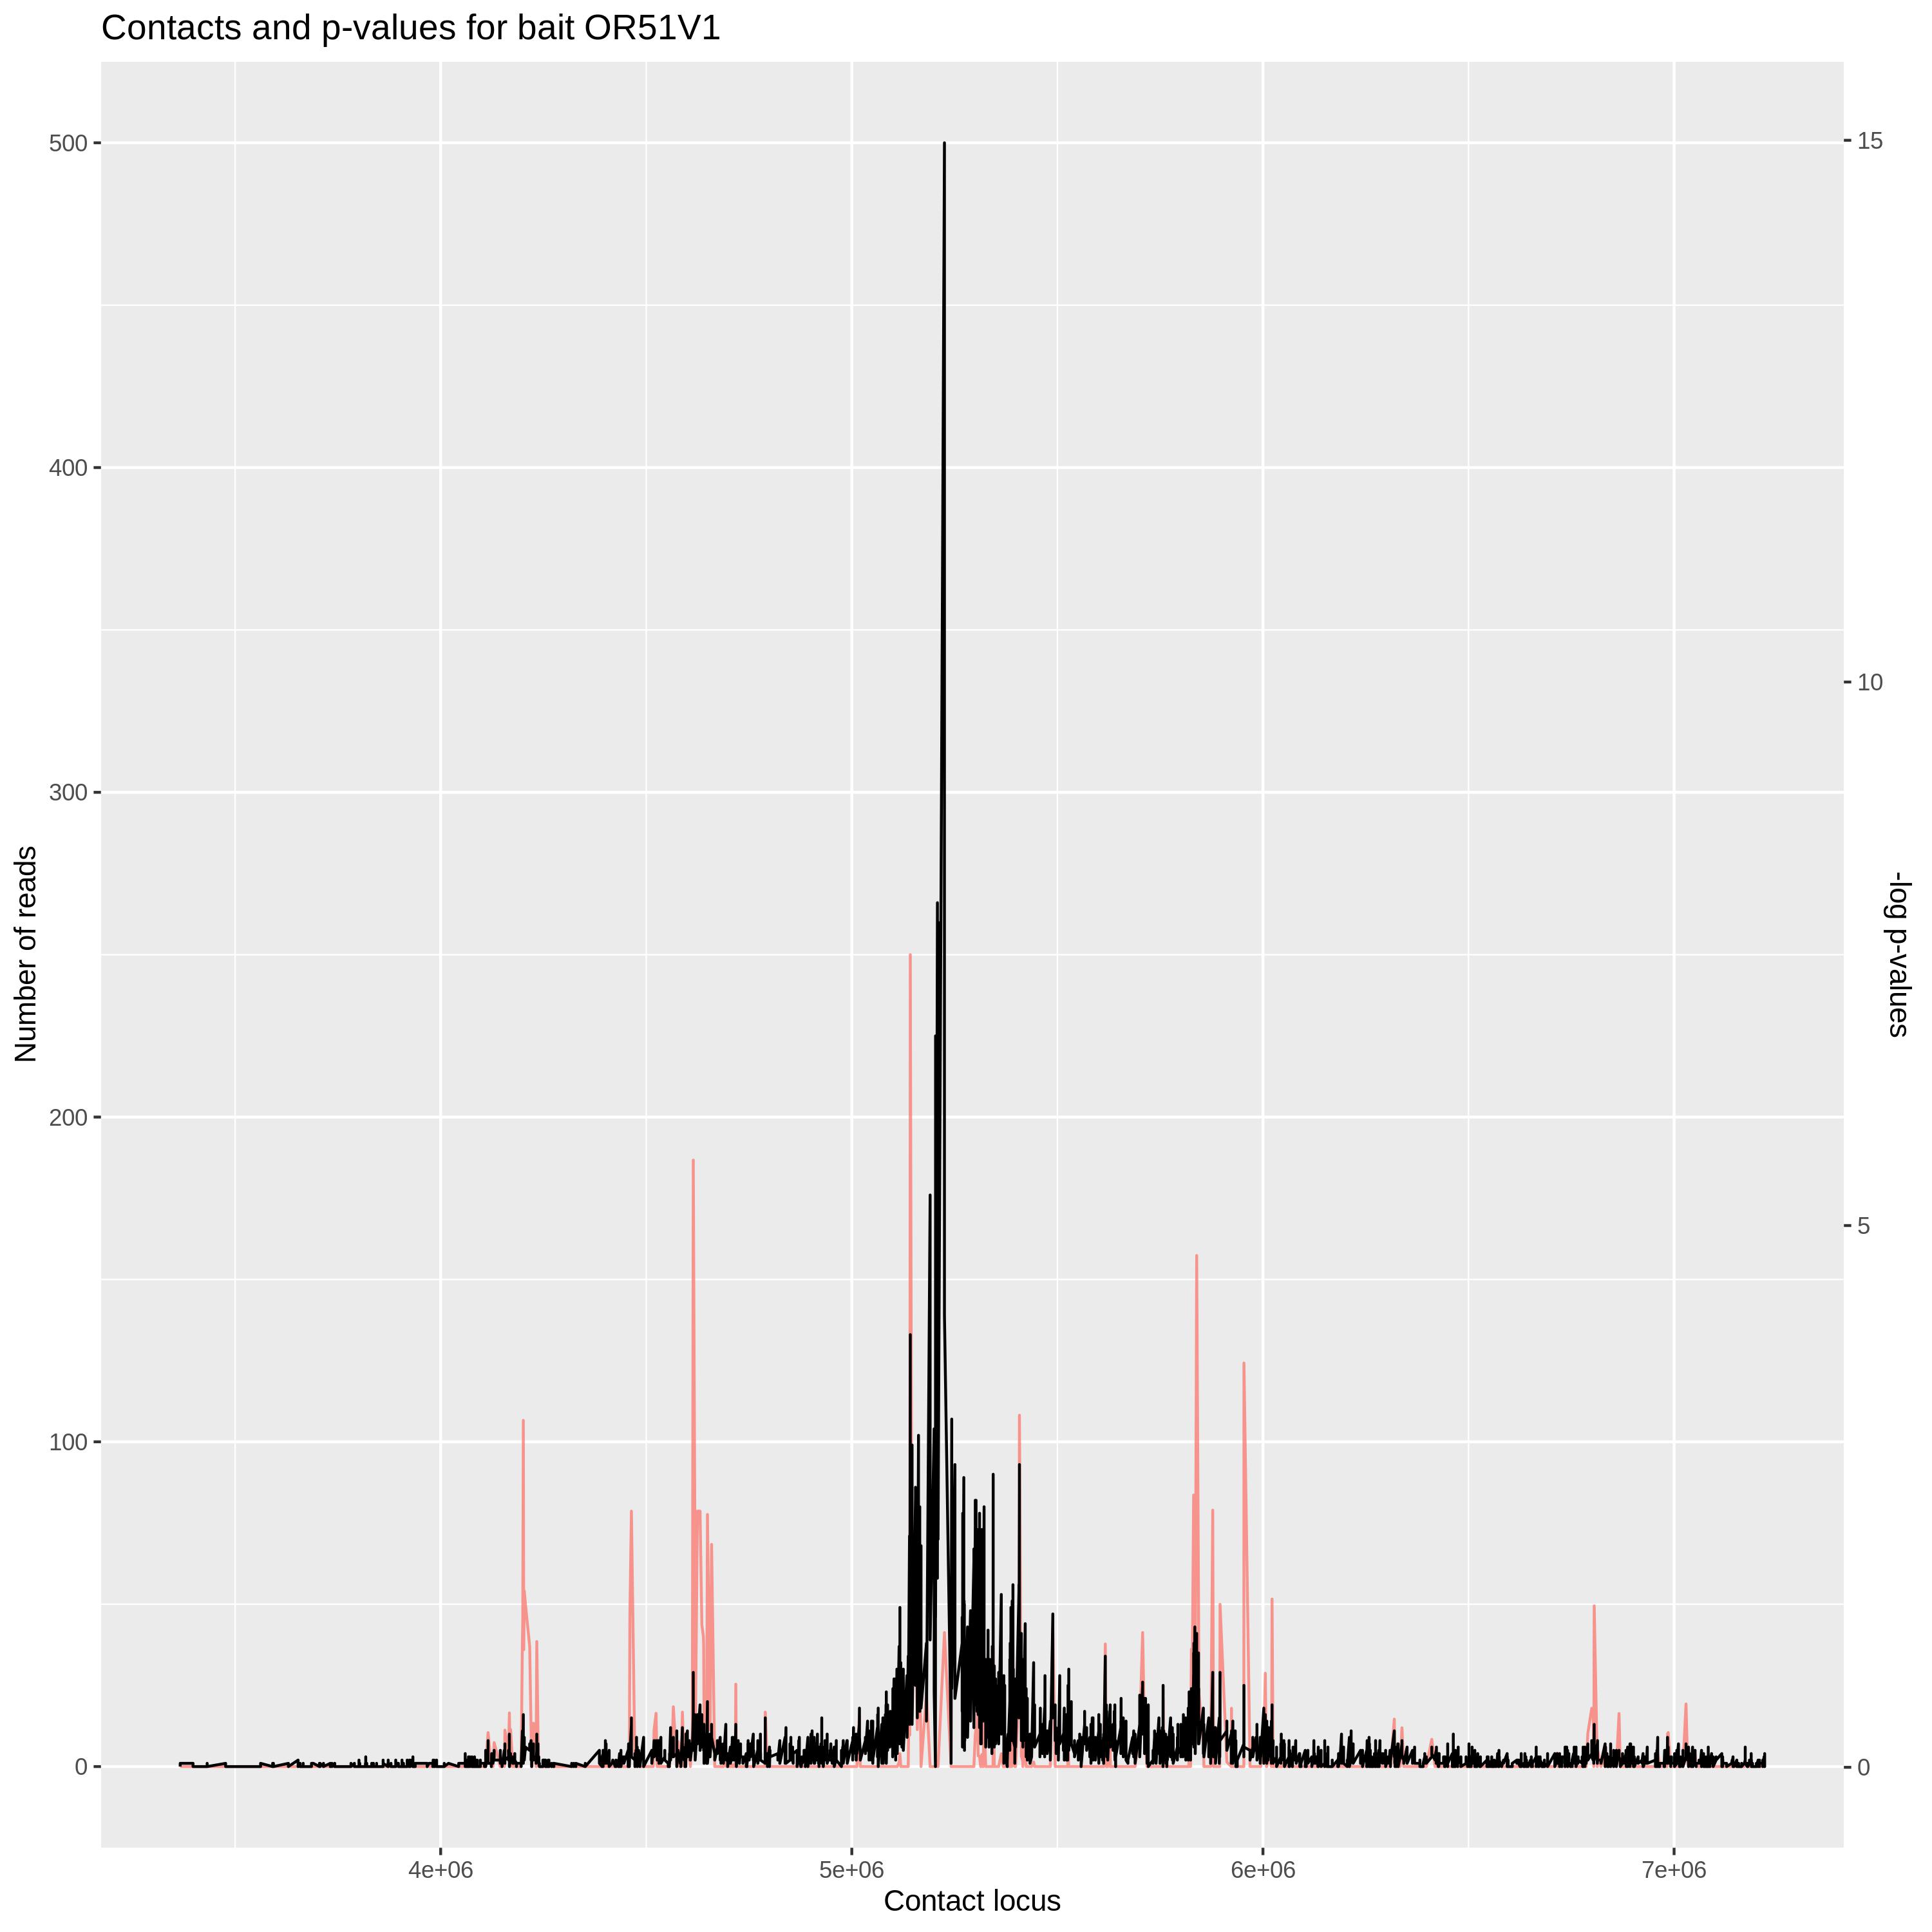 Contacts and p-values for bait OR51V1
500
400
300
200
100
0
15
10
5
0
Number of reads
-log p-values
4e+06 5e+06 6e+06 7e+06
Contact locus